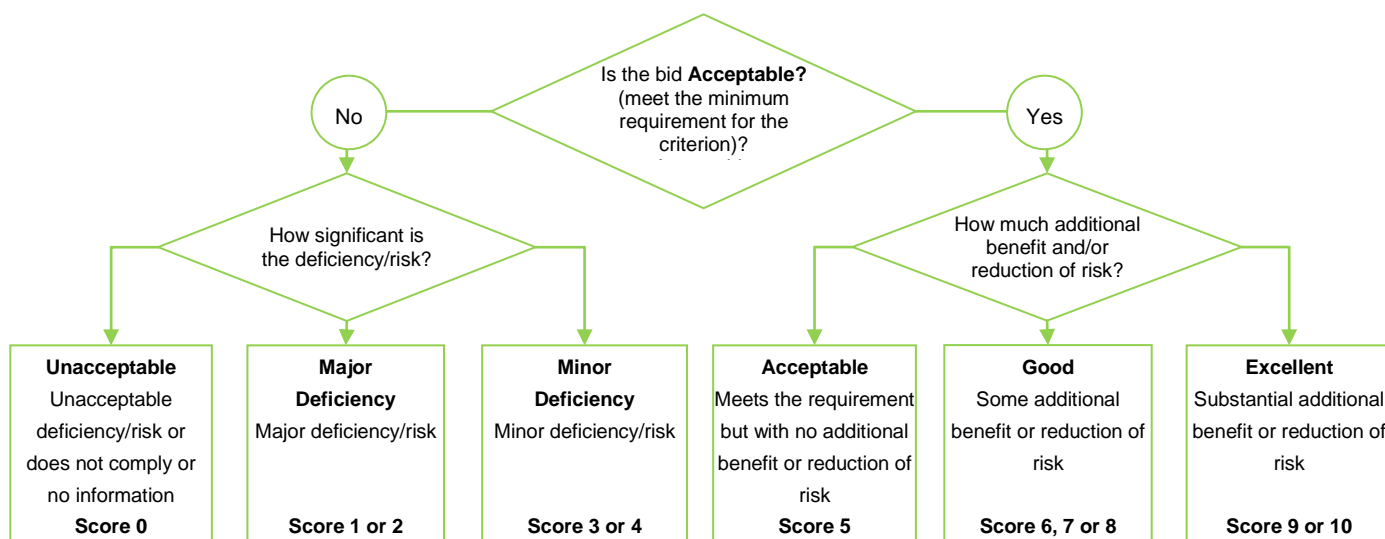 Is the bid Acceptable?
(meet the minimum
requirement for the
criterion)?
No
Yes
How significant is
the deficiency/risk?
How much additional
benefit and/or
reduction of risk?
Unacceptable
Unacceptable
deficiency/risk or
does not comply or
no information
Score 0
Major
Deficiency
Major deficiency/risk
Score 1 or 2
Minor
Deficiency
Minor deficiency/risk
Score 3 or 4
Acceptable
Meets the requirement
but with no additional
benefit or reduction of
risk
Score 5
Good
Some additional
benefit or reduction of
risk
Score 6, 7 or 8
Excellent
Substantial additional
benefit or reduction of
risk
Score 9 or 10